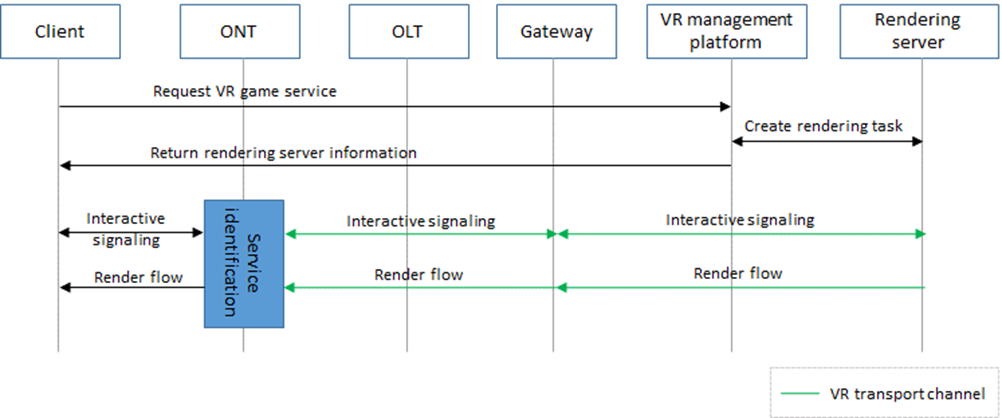 Client
ONT
OLT
Gateway
VR management
platform
Rendering
server
Request VR game service
Create rendering task
Return rendering server information
Interactive
signaling
Service
identification
Interactive signaling
Interactive signaling
Render flow
Render flow
Render flow
VR transport channel